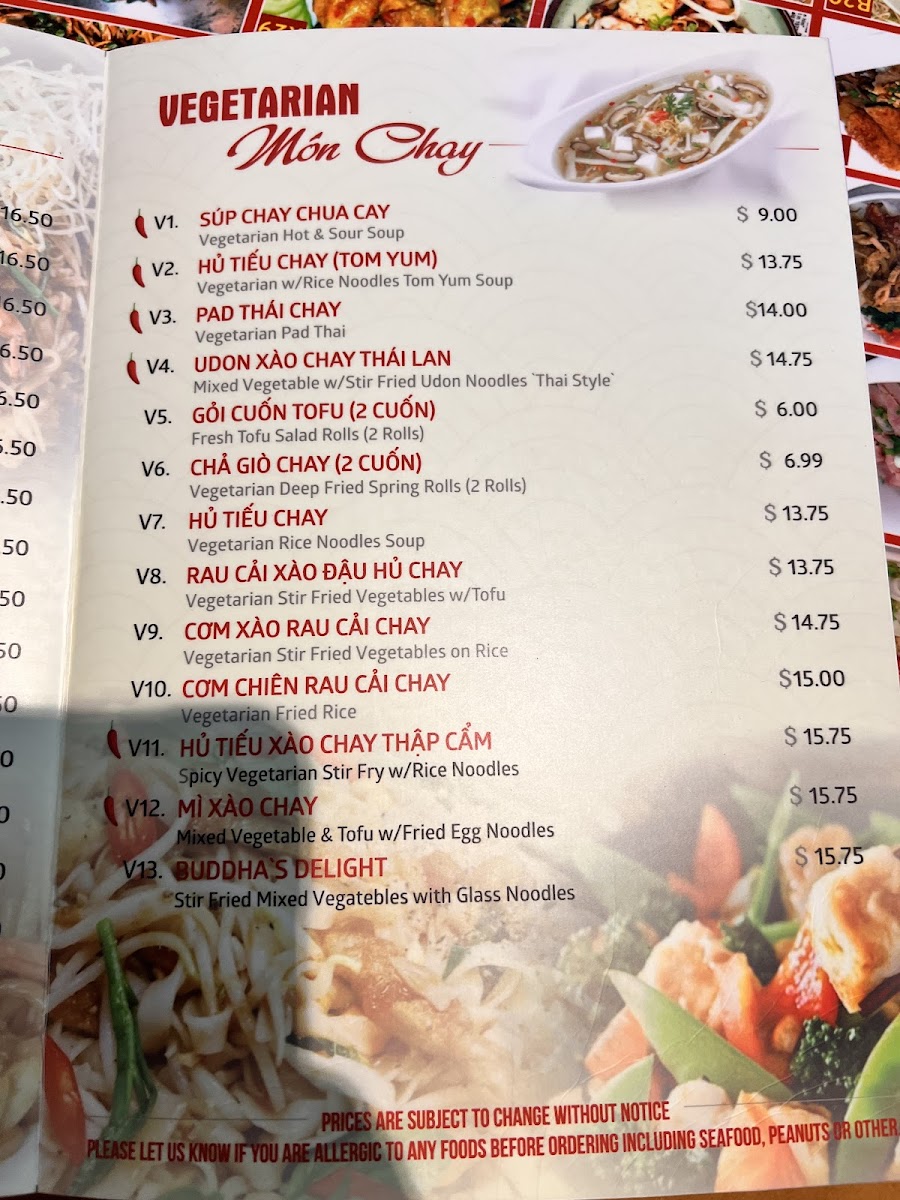 VEGETARIAN
Món Chay
V1. SÚP CHAY CHUA CAY $ 9.00
Vegetarian Hot & Sour Soup
V2. HỦ TIẾU CHAY (TOM YUM) $ 13.75
Vegetarian w/Rice Noodles Tom Yum Soup
V3. PAD THÁI CHAY $14.00
Vegetarian Pad Thai
V4. UDON XÀO CHAY THÁI LAN $ 14.75
Mixed Vegetable w/Stir Fried Udon Noodles `Thai Style`
V5. GỎI CUỐN TOFU (2 CUỐN) $ 6.00
Fresh Tofu Salad Rolls (2 Rolls)
V6. CHẢ GIÒ CHAY (2 CUỐN) $ 6.99
Vegetarian Deep Fried Spring Rolls (2 Rolls)
V7. HỦ TIẾU CHAY $ 13.75
Vegetarian Rice Noodles Soup
V8. RAU CẢI XÀO ĐẬU HỦ CHAY $ 13.75
Vegetarian Stir Fried Vegetables w/Tofu
V9. CƠM XÀO RAU CẢI CHAY $ 14.75
Vegetarian Stir Fried Vegetables on Rice
V10. CƠM CHIÊN RAU CẢI CHAY $15.00
Vegetarian Fried Rice
V11. HỦ TIẾU XÀO CHAY THẬP CẨM $ 15.75
Spicy Vegetarian Stir Fry w/Rice Noodles
V12. MÌ XÀO CHAY $ 15.75
Mixed Vegetable & Tofu w/Fried Egg Noodles
V13. BUDDHA`S DELIGHT $ 15.75
Stir Fried Mixed Vegatebles with Glass Noodles
PRICES ARE SUBJECT TO CHANGE WITHOUT NOTICE
PLEASE LET US KNOW IF YOU ARE ALLERGIC TO ANY FOODS BEFORE ORDERING INCLUDING SEAFOOD, PEANUTS OR OTHER
16.50
16.50
6.50
6.50
6.50
.50
.50
.50
50
50